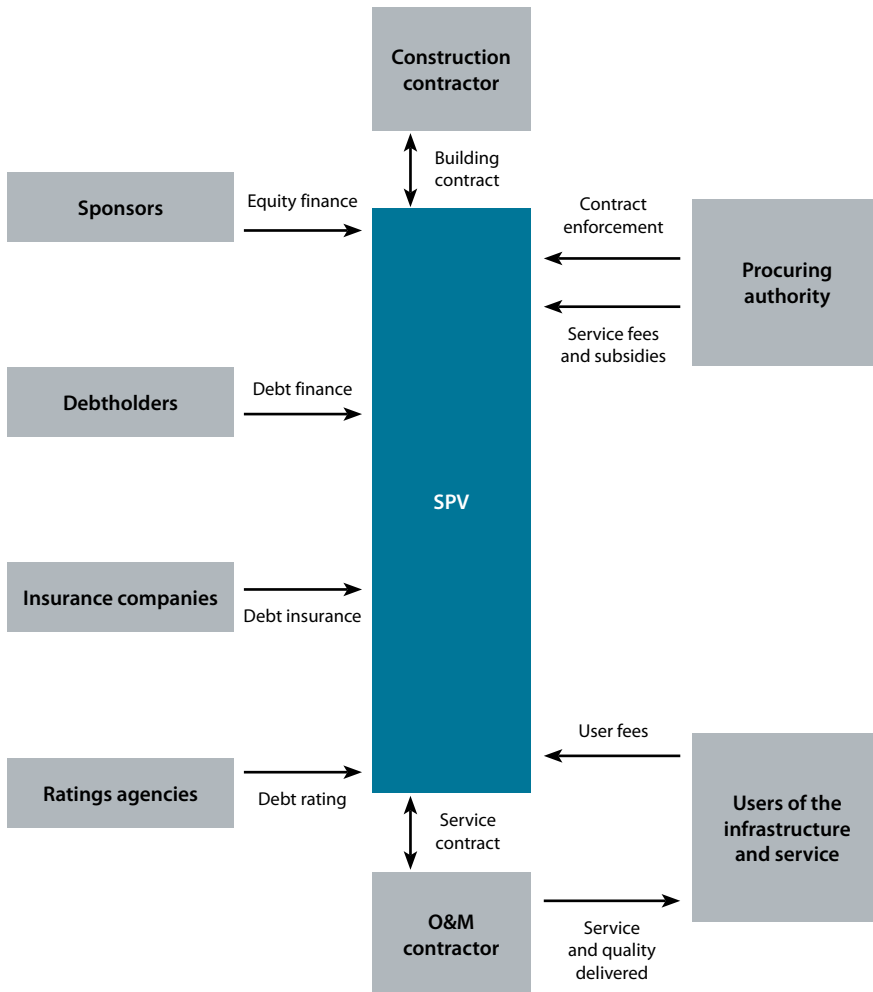 Construction
contractor
Building
contract
Sponsors
Equity finance
Contract
enforcement
Procuring
authority
Service fees
and subsidies
Debtholders
Debt finance
SPV
Insurance companies
Debt insurance
User fees
Ratings agencies
Debt rating
Users of the
infrastructure
and service
Service
contract
O&M
contractor
Service
and quality
delivered